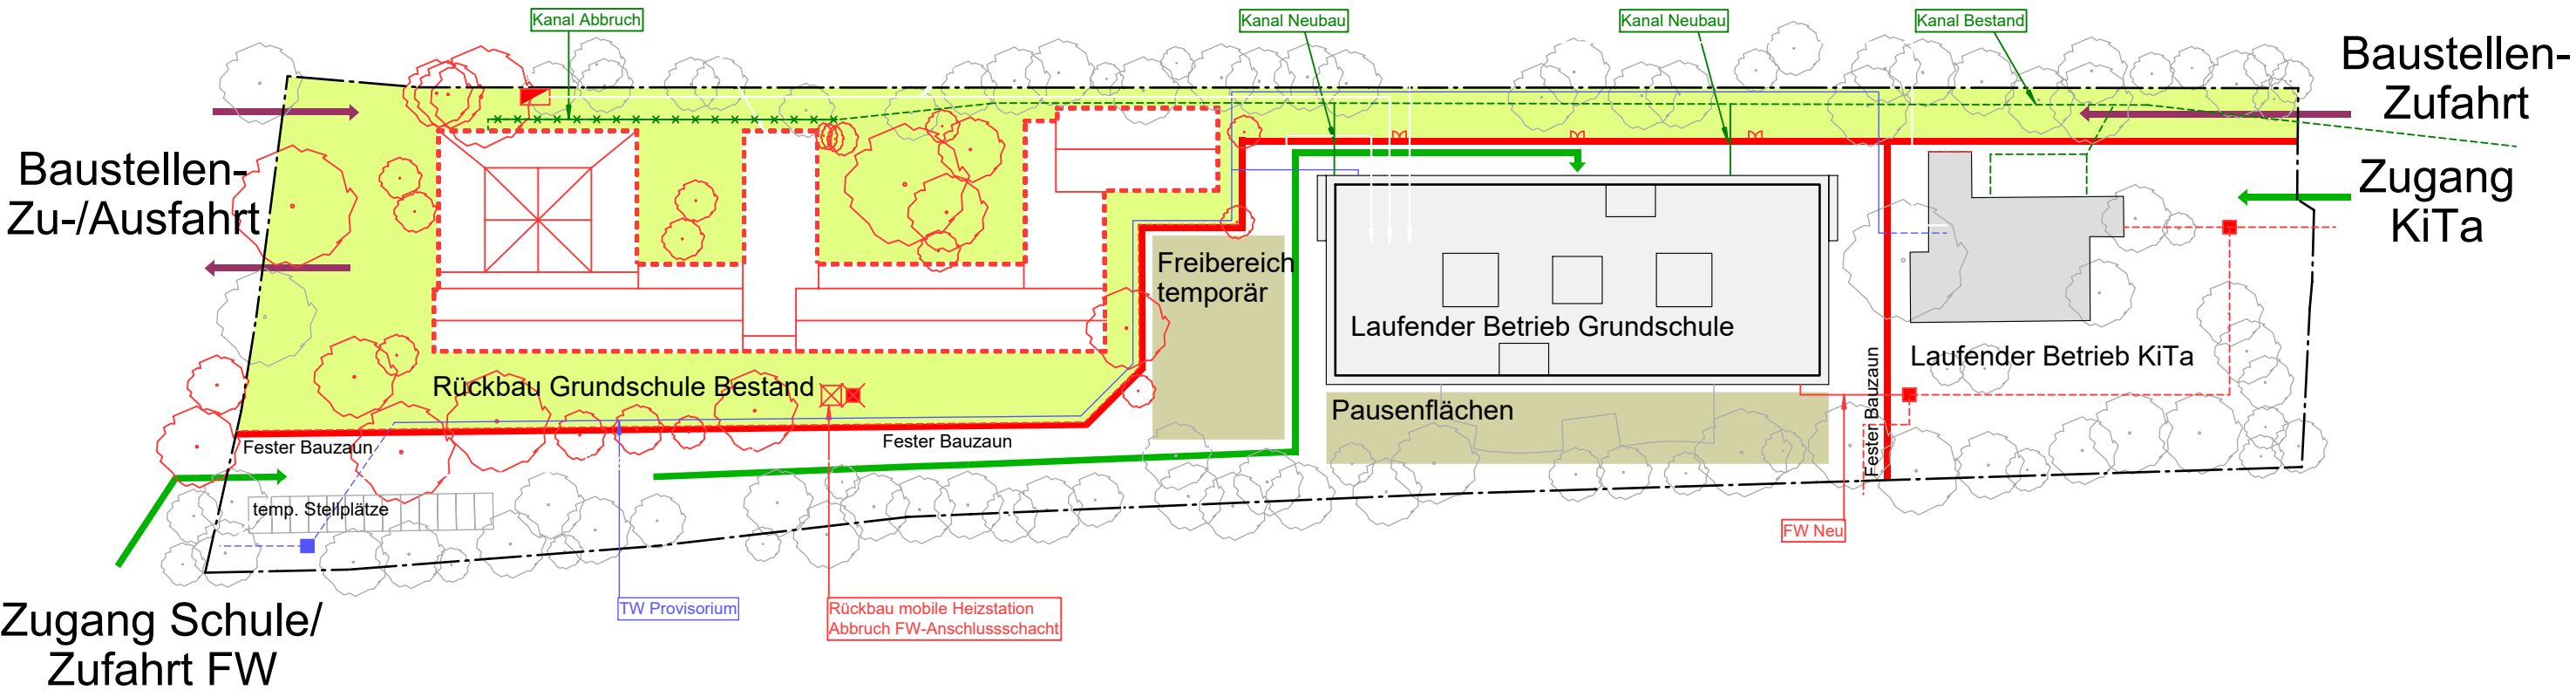 Kanal Abbruch
Kanal Neubau
Kanal Neubau
Kanal Bestand
Baustellen-
Zufahrt
Baustellen-
Zu-/Ausfahrt
Zugang
KiTa
Freibereich
temporär
Laufender Betrieb Grundschule
Laufender Betrieb KiTa
Rückbau Grundschule Bestand
Pausenflächen
Fester Bauzaun
Fester Bauzaun
Fester Bauzaun
temp. Stellplätze
FW Neu
TW Provisorium
Rückbau mobile Heizstation
Abbruch FW-Anschlussschacht
Zugang Schule/
Zufahrt FW